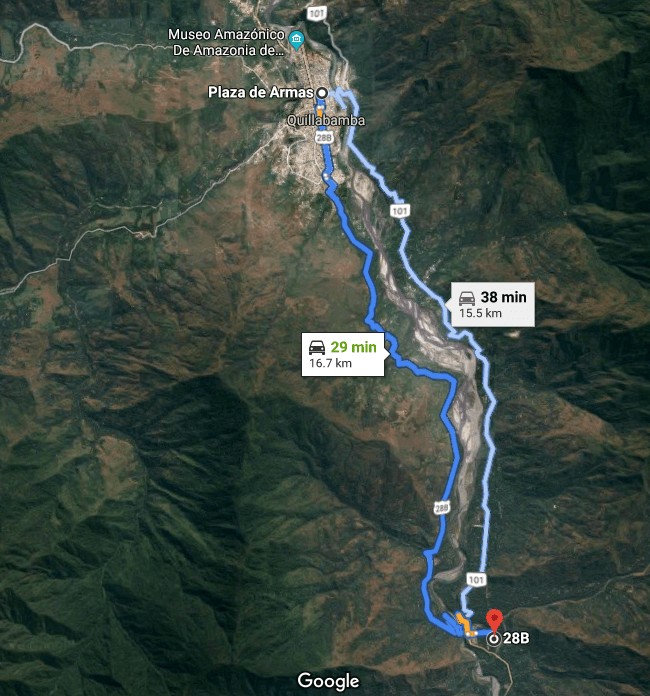 101
Museo Amazónico
De Amazonia de...
Plaza de Armas
Quillabamba
28B
101
38 min
15.5 km
29 min
16.7 km
28B
101
28B
Google